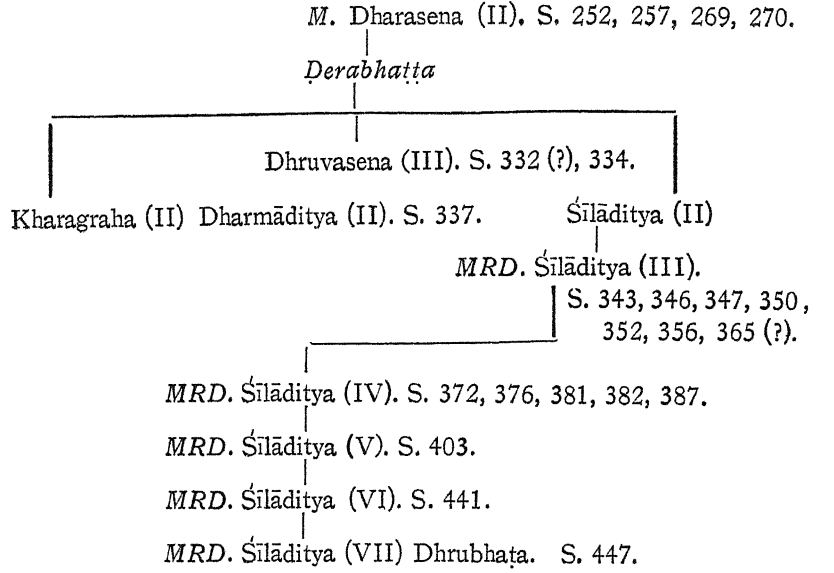 M. Dharasena (II). S. 252, 257, 269, 270.
Ḍerabhaṭṭa
Dhruvasena (III). S. 332 (?), 334.
Kharagraha (II) Dharmāditya (II). S. 337. Śīlāditya (II)
MRD. Śīlāditya (III).
S. 343, 346, 347, 350,
352, 356, 365 (?).
MRD. Śīlāditya (IV). S. 372, 376, 381, 382, 387.
MRD. Śīlāditya (V). S. 403.
MRD. Śīlāditya (VI). S. 441.
MRD. Śīlāditya (VII) Dhrubhaṭa. S. 447.